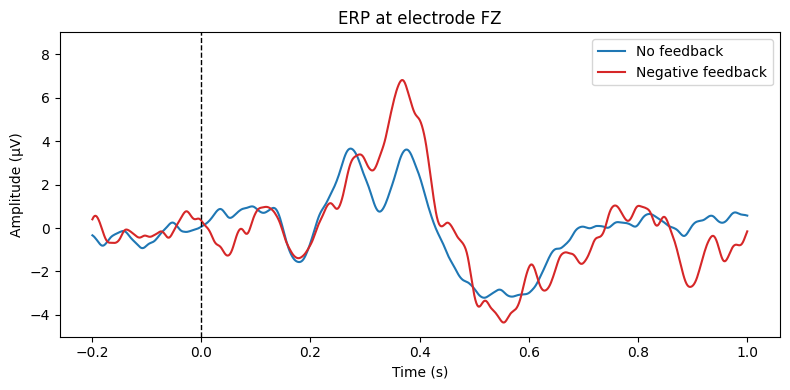 ERP at electrode FZ
No feedback
Negative feedback
Amplitude (µV)
8
6
4
2
0
−2
−4
−0.2 0.0 0.2 0.4 0.6 0.8 1.0
Time (s)